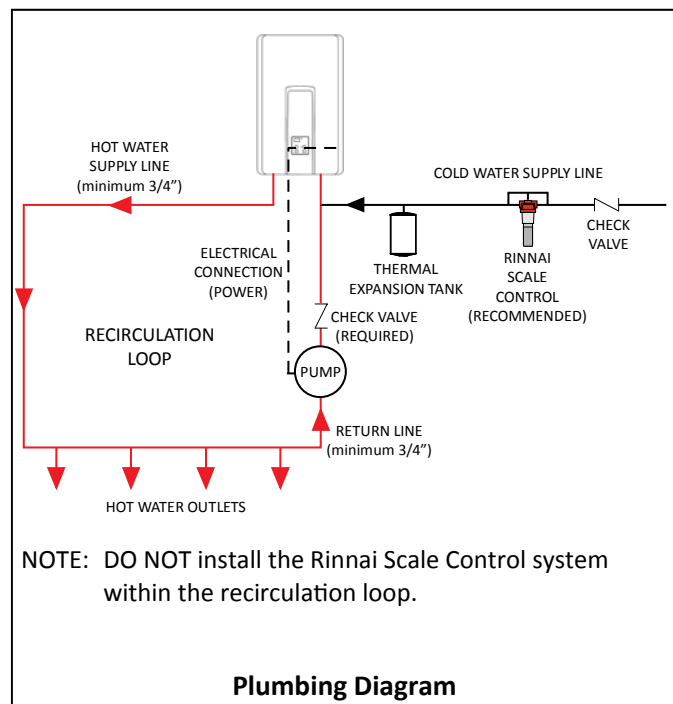 HOT WATER
SUPPLY LINE
(minimum 3/4”)
COLD WATER SUPPLY LINE
CHECK
VALVE
ELECTRICAL
CONNECTION
(POWER)
THERMAL
EXPANSION TANK
RINNAI
SCALE
CONTROL
(RECOMMENDED)
RECIRCULATION
LOOP
CHECK VALVE
(REQUIRED)
PUMP
RETURN LINE
(minimum 3/4”)
HOT WATER OUTLETS
NOTE: DO NOT install the Rinnai Scale Control system
within the recirculation loop.
Plumbing Diagram